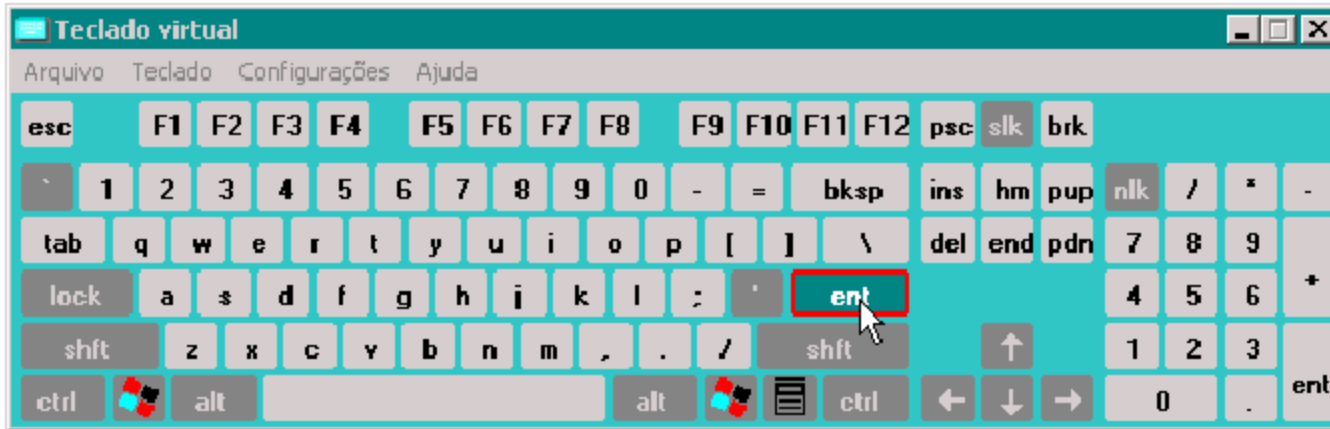 Teclado virtual
Arquivo Teclado Configurações Ajuda
esc F1 F2 F3 F4 F5 F6 F7 F8 F9 F10 F11 F12 psc slk brk
` 1 2 3 4 5 6 7 8 9 0 - = bksp ins hm pup nlk / * -
tab q w e r t y u i o p [ ] \ del end pdn 7 8 9
lock a s d f g h j k l ; ' ent 4 5 6 +
shft z x c v b n m , . / shft ↑ 1 2 3
ctrl alt alt ctrl ← ↓ → 0 . ent